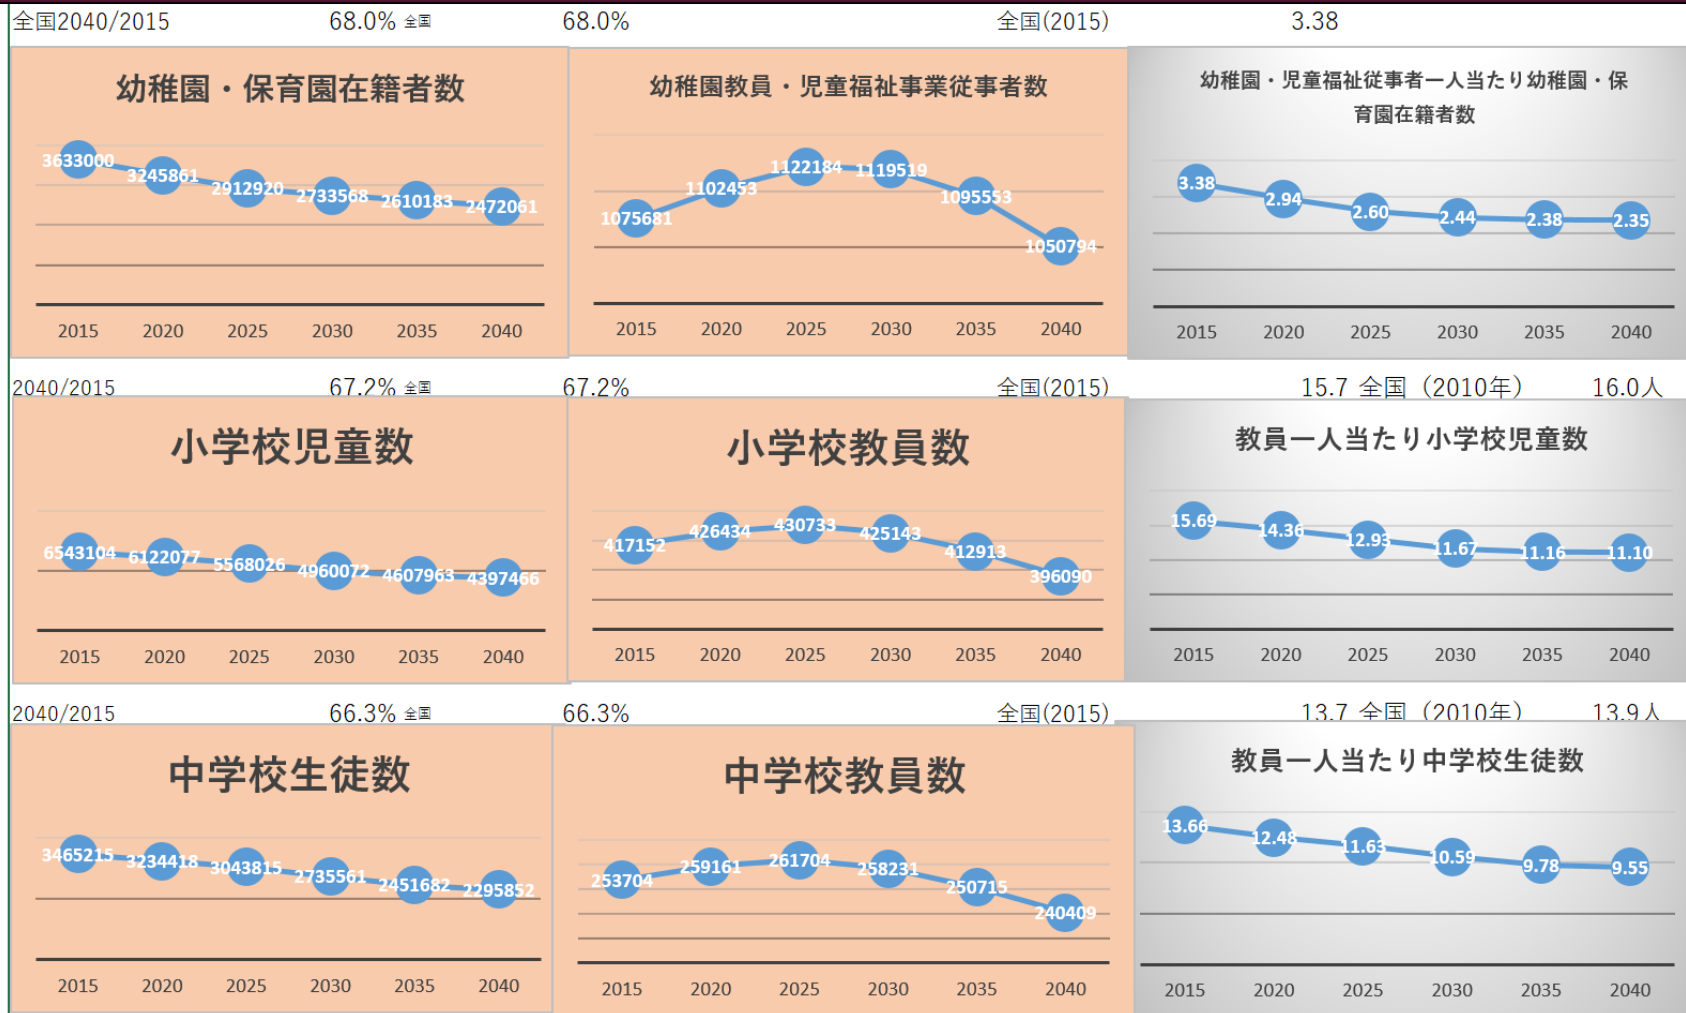 全国2040/2015 68.0% 全国 68.0% 全国(2015) 3.38
幼稚園・保育園在籍者数
3633000 3245861 2912920 2733568 2610183 2472061
2015 2020 2025 2030 2035 2040
幼稚園教員・児童福祉事業従事者数
1075681 1102453 1122184 1119519 1095553 1050794
2015 2020 2025 2030 2035 2040
幼稚園・児童福祉従事者一人当たり幼稚園・保
育園在籍者数
3.38 2.94 2.60 2.44 2.38 2.35
2015 2020 2025 2030 2035 2040
2040/2015 67.2% 全国 67.2% 全国(2015) 15.7 全国（2010年） 16.0人
小学校児童数
6543104 6122077 5568026 4960072 4607963 4397466
2015 2020 2025 2030 2035 2040
小学校教員数
417152 426434 430733 425143 412913 396090
2015 2020 2025 2030 2035 2040
教員一人当たり小学校児童数
15.69 14.36 12.93 11.67 11.16 11.10
2015 2020 2025 2030 2035 2040
2040/2015 66.3% 全国 66.3% 全国(2015) 13.7 全国（2010年） 13.9人
中学校生徒数
3465215 3234418 3043815 2735561 2451682 2295852
2015 2020 2025 2030 2035 2040
中学校教員数
253704 259161 261704 258231 250715 240409
2015 2020 2025 2030 2035 2040
教員一人当たり中学校生徒数
13.66 12.48 11.63 10.59 9.78 9.55
2015 2020 2025 2030 2035 2040